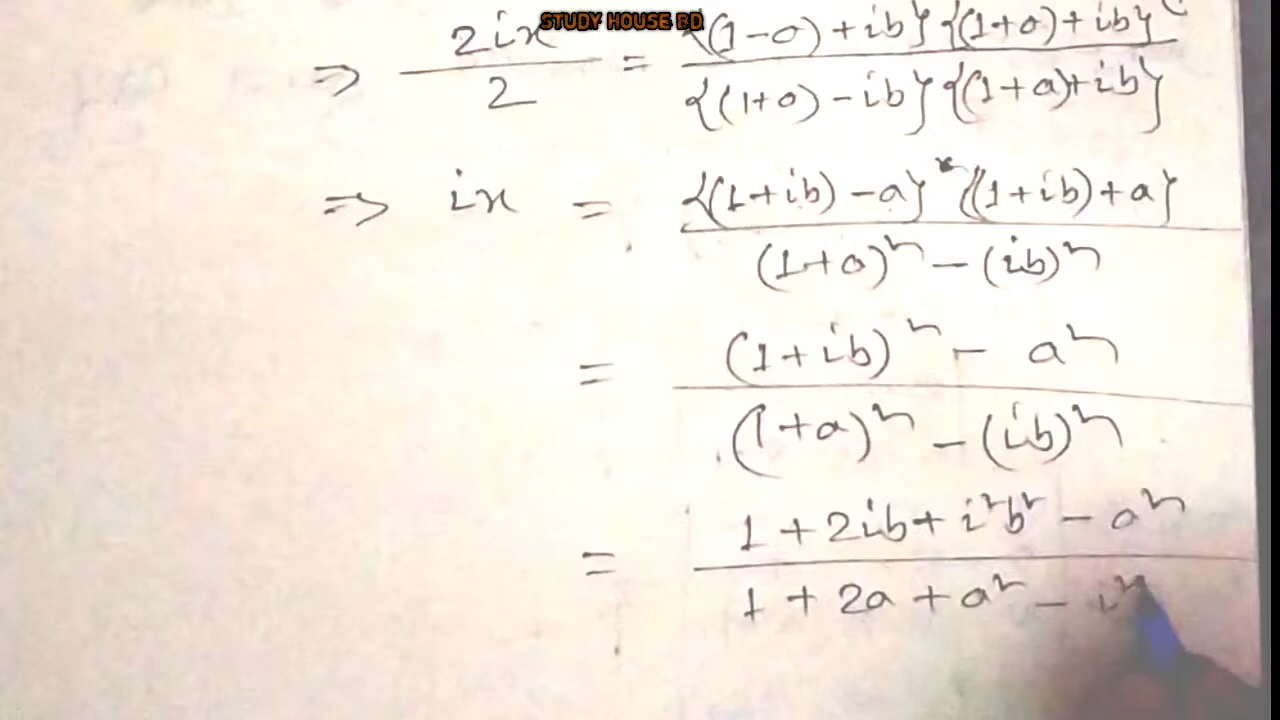 STUDY HOUSE BD
⇒ 2ix/2 = {(1-a)+ib}{(1+a)+ib} / {(1+a)-ib}{(1+a)+ib}
⇒ ix = {(1+ib)-a}{(1+ib)+a} / (1+a)² - (ib)²
= (1+ib)² - a² / (1+a)² - (ib)²
= 1+2ib+i²b² - a² / 1+2a+a² - i²